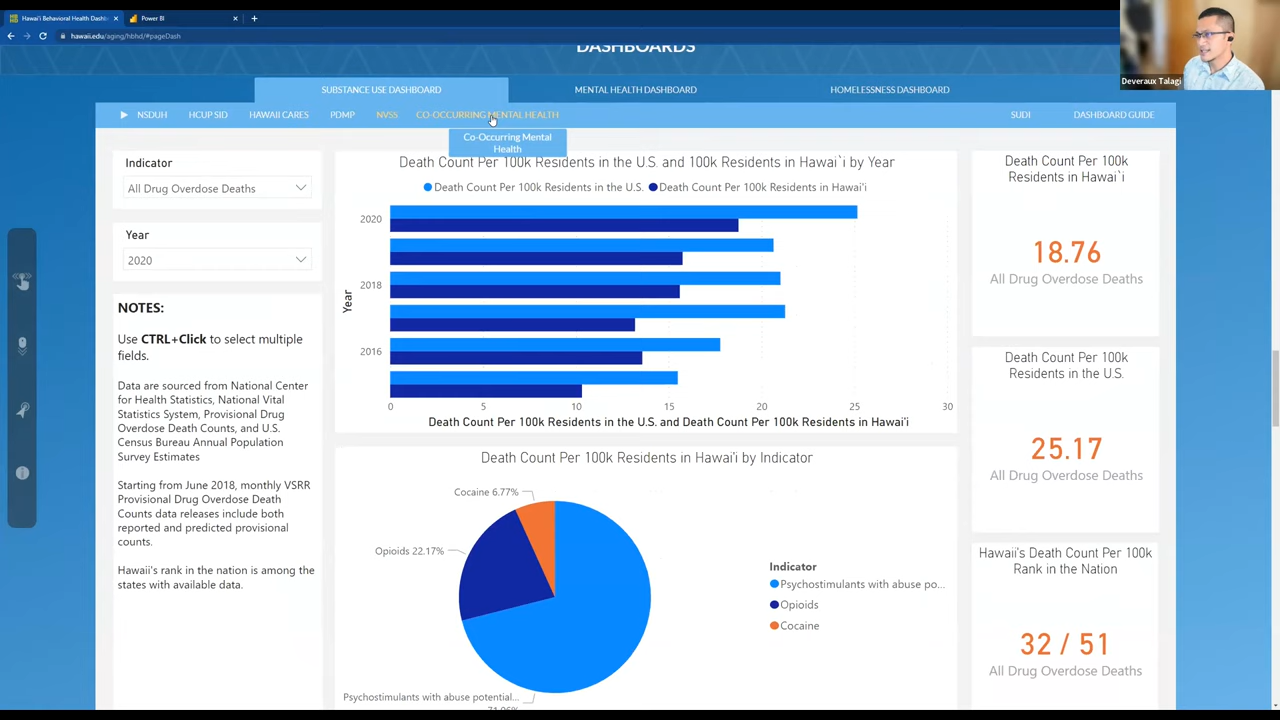 Hawai'i Behavioral Health Dashb
Power BI
hawaii.edu/aging/hbhd/#pageDash
Deveraux Talagi
DASHBOARDS
SUBSTANCE USE DASHBOARD
MENTAL HEALTH DASHBOARD
HOMELESSNESS DASHBOARD
NSDUH
HCUP SID
HAWAII CARES
PDMP
NVSS
CO-OCCURRING MENTAL HEALTH
SUDI
DASHBOARD GUIDE
Co-Occurring Mental
Health
Indicator
All Drug Overdose Deaths
Year
2020
NOTES:
Use CTRL+Click to select multiple
fields.
Data are sourced from National Center
for Health Statistics, National Vital
Statistics System, Provisional Drug
Overdose Death Counts, and U.S.
Census Bureau Annual Population
Survey Estimates
Starting from June 2018, monthly VSRR
Provisional Drug Overdose Death
Counts data releases include both
reported and predicted provisional
counts.
Hawaii's rank in the nation is among the
states with available data.
Death Count Per 100k Residents in the U.S. and 100k Residents in Hawai`i by Year
Death Count Per 100k Residents in the U.S.
Death Count Per 100k Residents in Hawai'i
Year
2020
2018
2016
0 5 10 15 20 25 30
Death Count Per 100k Residents in the U.S. and Death Count Per 100k Residents in Hawai'i
Death Count Per 100k Residents in Hawai'i by Indicator
Cocaine 6.77%
Opioids 22.17%
Psychostimulants with abuse potential...
Indicator
Psychostimulants with abuse po...
Opioids
Cocaine
Death Count Per 100k
Residents in Hawai`i
18.76
All Drug Overdose Deaths
Death Count Per 100k
Residents in the U.S.
25.17
All Drug Overdose Deaths
Hawaii's Death Count Per 100k
Rank in the Nation
32 / 51
All Drug Overdose Deaths